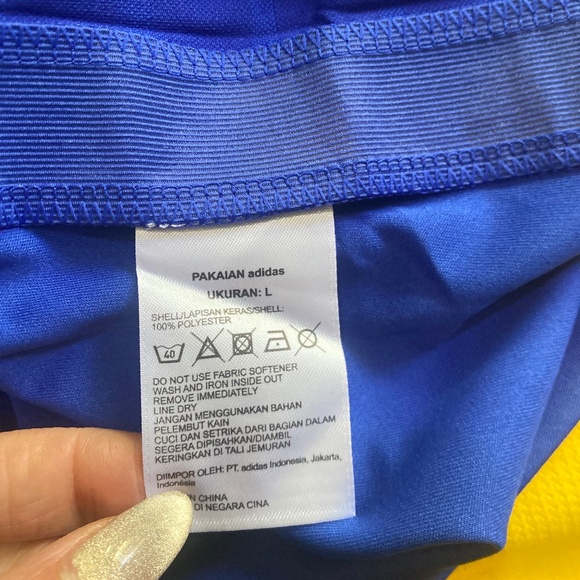 PAKAIAN adidas
UKURAN: L
SHELL/LAPISAN KERAS/SHELL:
100% POLYESTER
40
DO NOT USE FABRIC SOFTENER
WASH AND IRON INSIDE OUT
REMOVE IMMEDIATELY
LINE DRY
JANGAN MENGGUNAKAN BAHAN
PELEMBUT KAIN
CUCI DAN SETRIKA DARI BAGIAN DALAM
SEGERA DIPISAHKAN/DIAMBIL
KERINGKAN DI TALI JEMURAN
DIIMPOR OLEH: PT. adidas Indonesia, Jakarta,
Indonésia
IN CHINA
DI NEGARA CINA